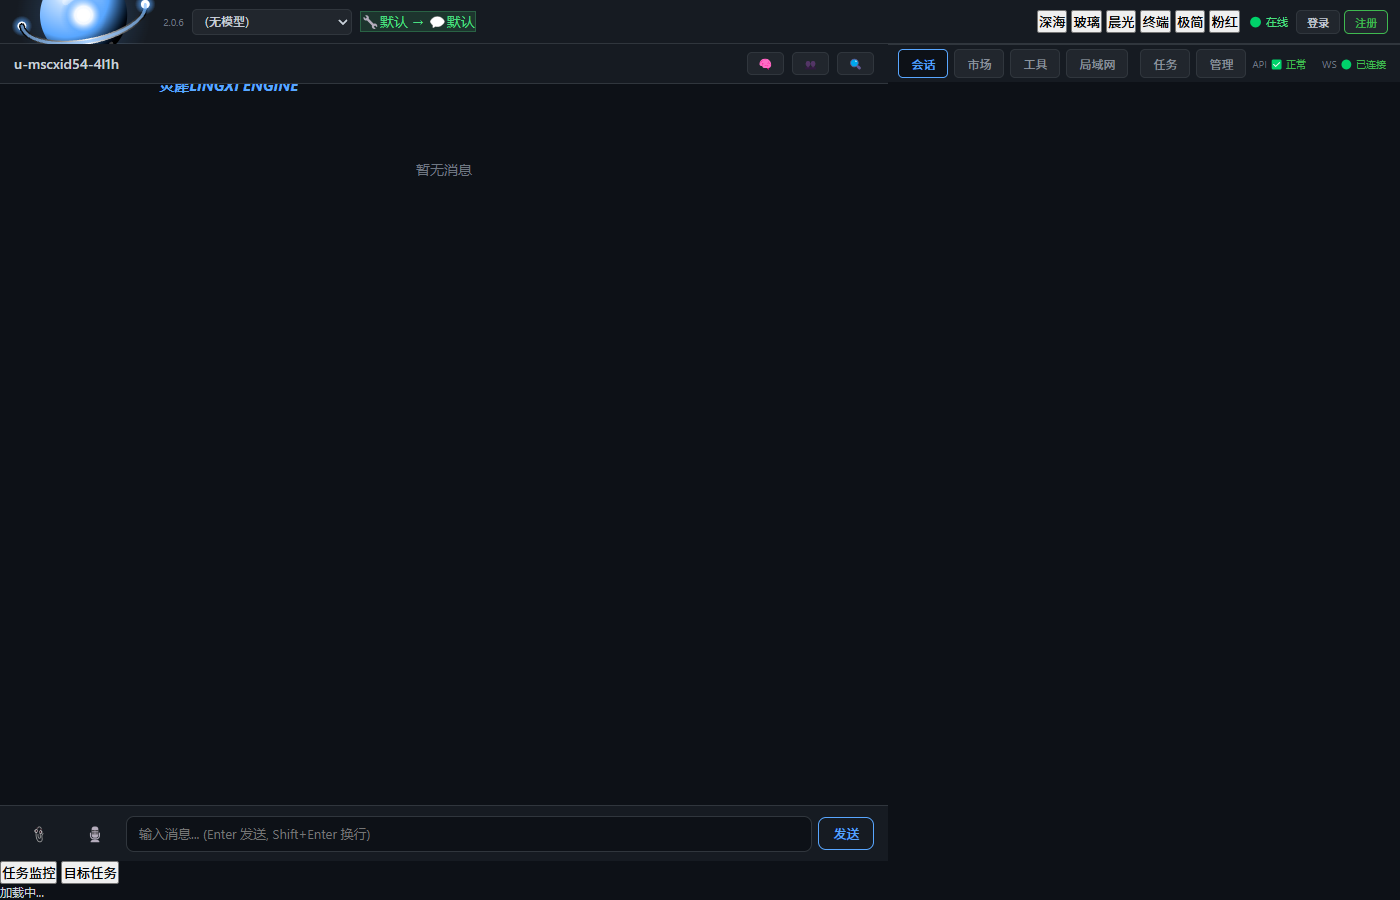 2.0.6 (无模型) 默认 → 默认 深海 玻璃 晨光 终端 极简 粉红 在线 登录 注册
u-mscxid54-4l1h 会话 市场 工具 局域网 任务 管理 API 正常 WS 已连接
LINGXI ENGINE
暂无消息
输入消息... (Enter 发送, Shift+Enter 换行) 发送
任务监控 目标任务
加载中...